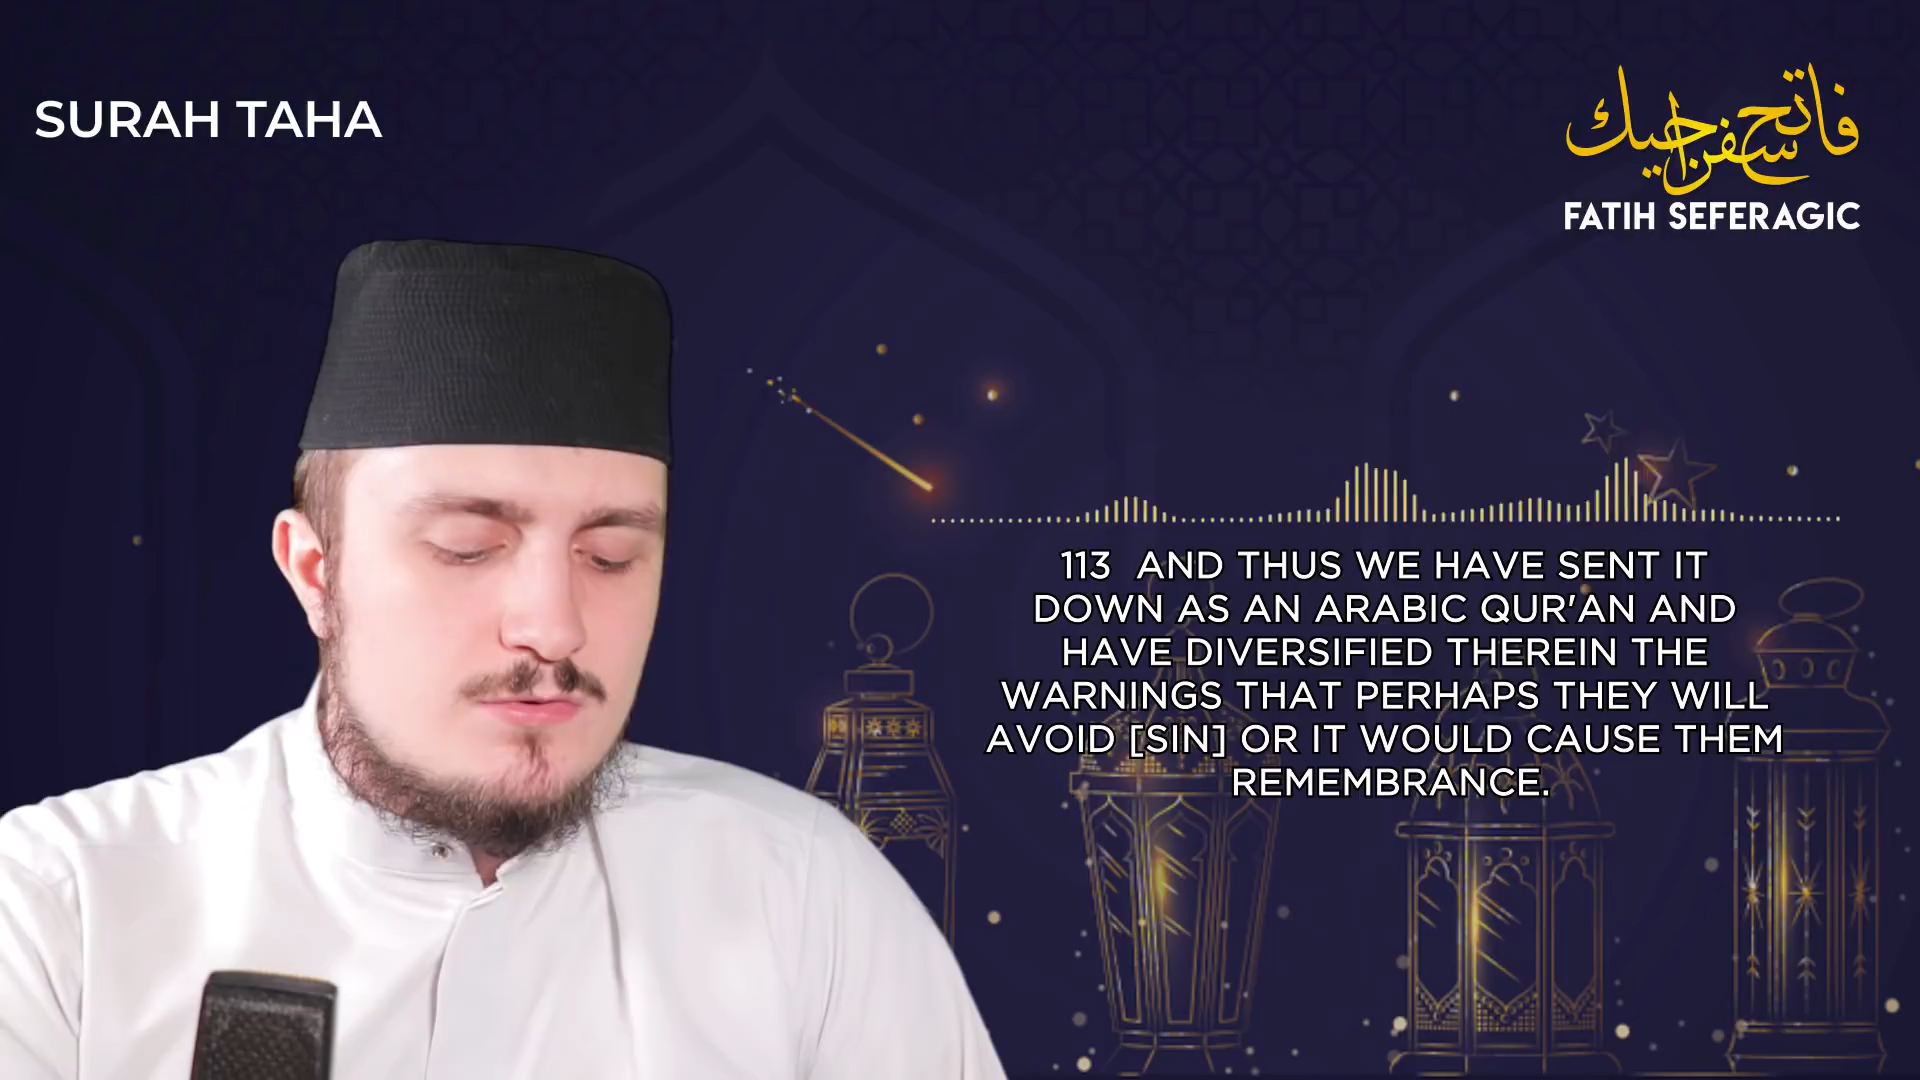 SURAH TAHA
فاتح سفراجيك
FATIH SEFERAGIC
113 AND THUS WE HAVE SENT IT
DOWN AS AN ARABIC QUR'AN AND
HAVE DIVERSIFIED THEREIN THE
WARNINGS THAT PERHAPS THEY WILL
AVOID [SIN] OR IT WOULD CAUSE THEM
REMEMBRANCE.